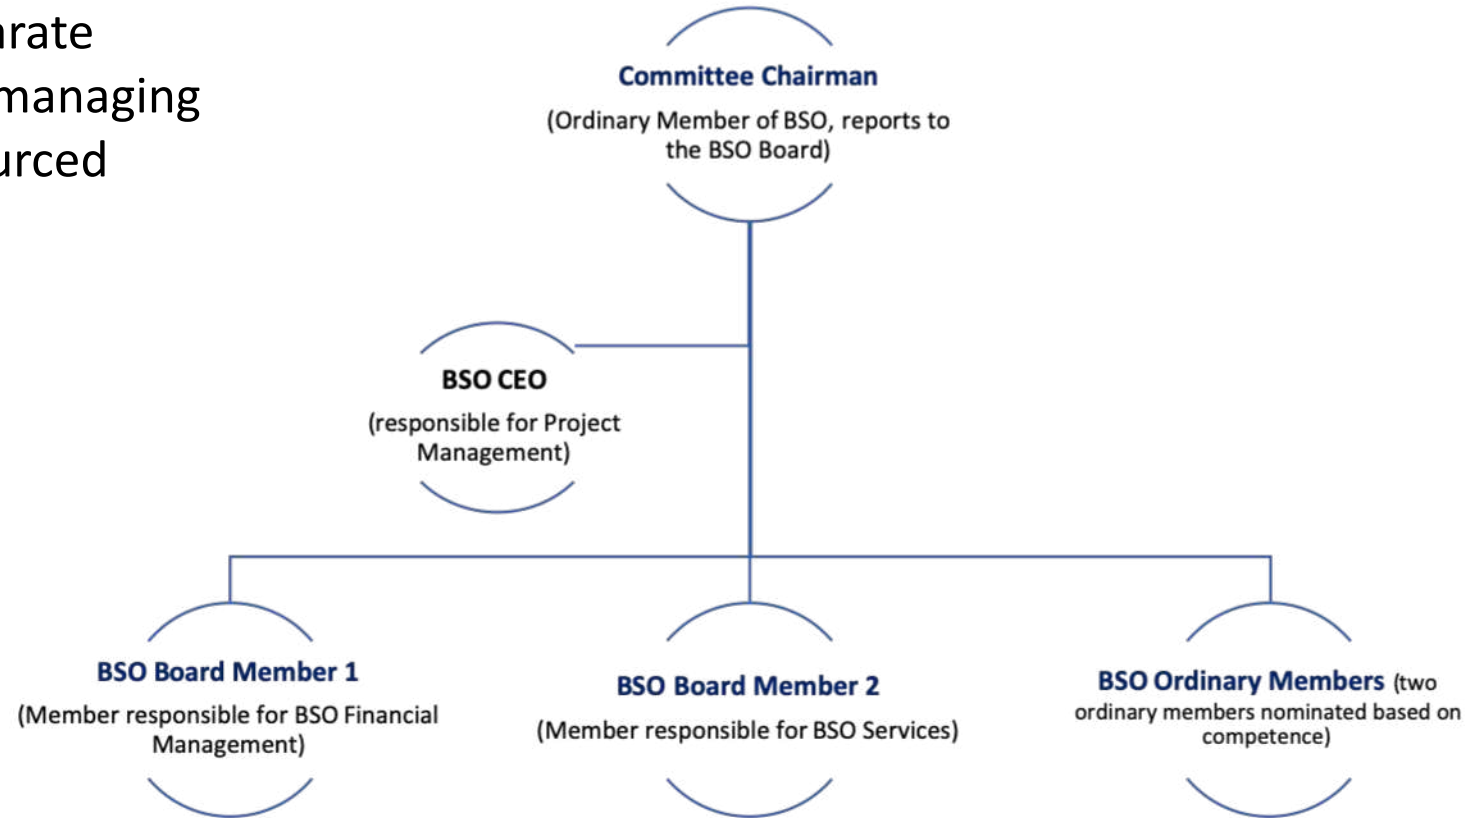 arate
managing
urced
Committee Chairman
(Ordinary Member of BSO, reports to
the BSO Board)
BSO CEO
(responsible for Project
Management)
BSO Board Member 1
(Member responsible for BSO Financial
Management)
BSO Board Member 2
(Member responsible for BSO Services)
BSO Ordinary Members (two
ordinary members nominated based on
competence)